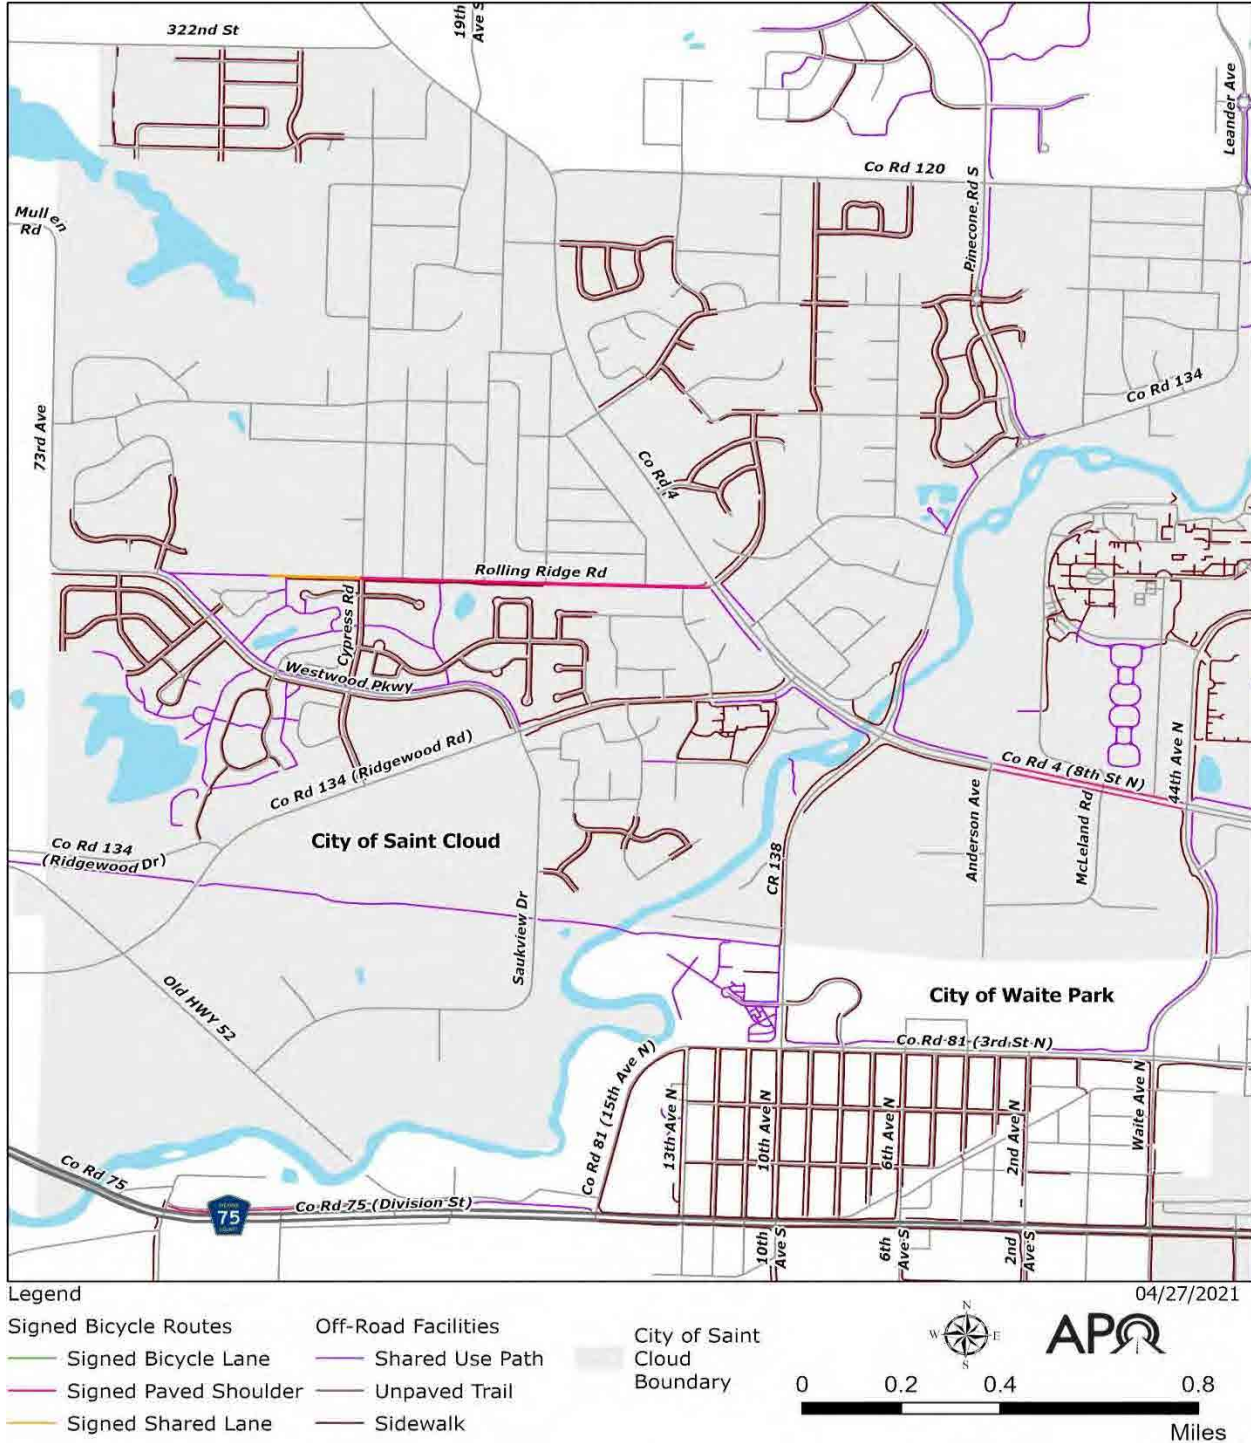 322nd St
19th
Ave S
Leander Ave
Co Rd 120
Pinecone Rd S
Mullen
Rd
Co Rd 134
73rd Ave
Co Rd 4
Rolling Ridge Rd
Cypress Rd
Westwood Pkwy
Co Rd 134 (Ridgewood Rd)
Co Rd 4 (8th St N)
44th Ave N
Anderson Ave
McLeland Rd
City of Saint Cloud
Co Rd 134
(Ridgewood Dr)
CR 138
Saukview Dr
Old HWY 52
City of Waite Park
Co Rd 81 (3rd St N)
Co Rd 81 (15th Ave N)
13th Ave N
10th Ave N
6th Ave N
2nd Ave N
Waite Ave N
Co Rd 75
75
Co Rd 75 (Division St)
10th
Ave S
6th
Ave S
2nd
Ave S
Legend
04/27/2021
Signed Bicycle Routes
Signed Bicycle Lane
Signed Paved Shoulder
Signed Shared Lane
Off-Road Facilities
Shared Use Path
Unpaved Trail
Sidewalk
City of Saint
Cloud
Boundary
N
W E
S
APO
0 0.2 0.4 0.8
Miles